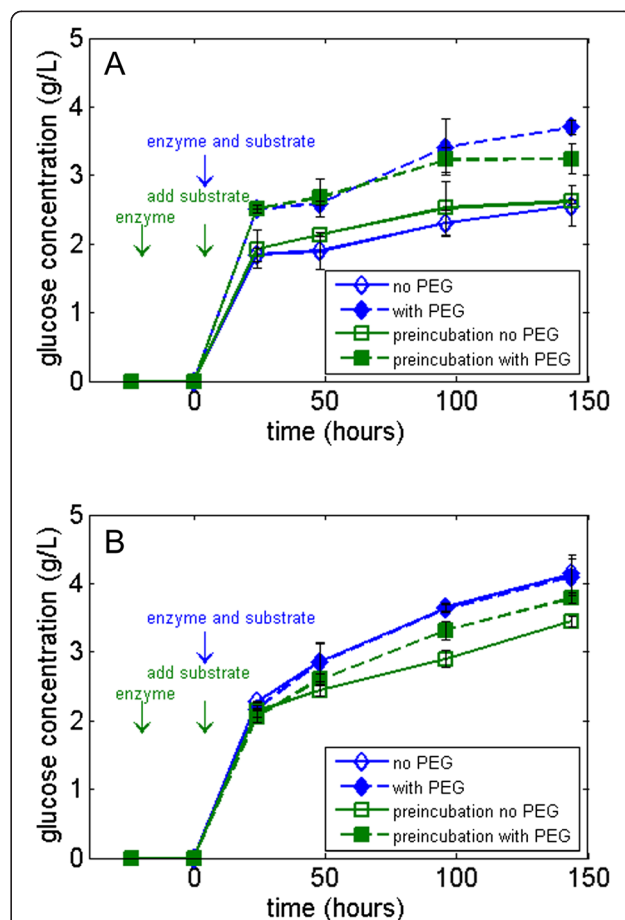 A
glucose concentration (g/L)
5
4
3
2
1
0
enzyme and substrate
add substrate
enzyme
no PEG
with PEG
preincubation no PEG
preincubation with PEG
0 50 100 150
time (hours)
B
glucose concentration (g/L)
5
4
3
2
1
0
enzyme and substrate
add substrate
enzyme
no PEG
with PEG
preincubation no PEG
preincubation with PEG
0 50 100 150
time (hours)